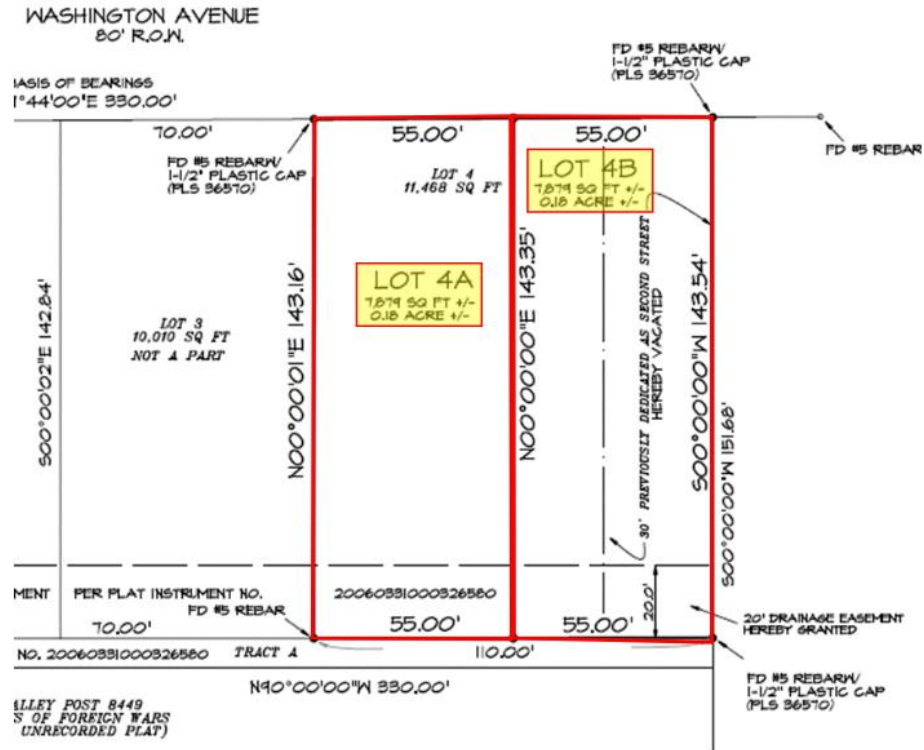 WASHINGTON AVENUE
80' R.O.W.
FD #5 REBARW/
1-1/2" PLASTIC CAP
(PLS 36570)
BASIS OF BEARINGS
1°44'00"E 330.00'
70.00'
55.00'
55.00'
FD #5 REBAR
FD #5 REBARW/
1-1/2" PLASTIC CAP
(PLS 36570)
LOT 4
11,468 SQ FT
LOT 4B
7,879 SQ FT +/-
0.18 ACRE +/-
LOT 4A
7,879 SQ FT +/-
0.18 ACRE +/-
LOT 3
10,010 SQ FT
NOT A PART
S00°00'02"E 142.84'
N00°00'01"E 143.16'
N00°00'00"E 143.35'
30' PREVIOUSLY DEDICATED AS SECOND STREET
HEREBY VACATED
S00°00'00"W 143.54'
S00°00'00"W 151.68'
MENT PER PLAT INSTRUMENT NO. 20060331000326580
FD #5 REBAR
20.0'
20' DRAINAGE EASEMENT
HEREBY GRANTED
70.00'
55.00'
55.00'
NO. 20060331000326580 TRACT A
110.00'
N90°00'00"W 330.00'
FD #5 REBARW/
1-1/2" PLASTIC CAP
(PLS 36570)
ALLEY POST 8449
S OF FOREIGN WARS
UNRECORDED PLAT)